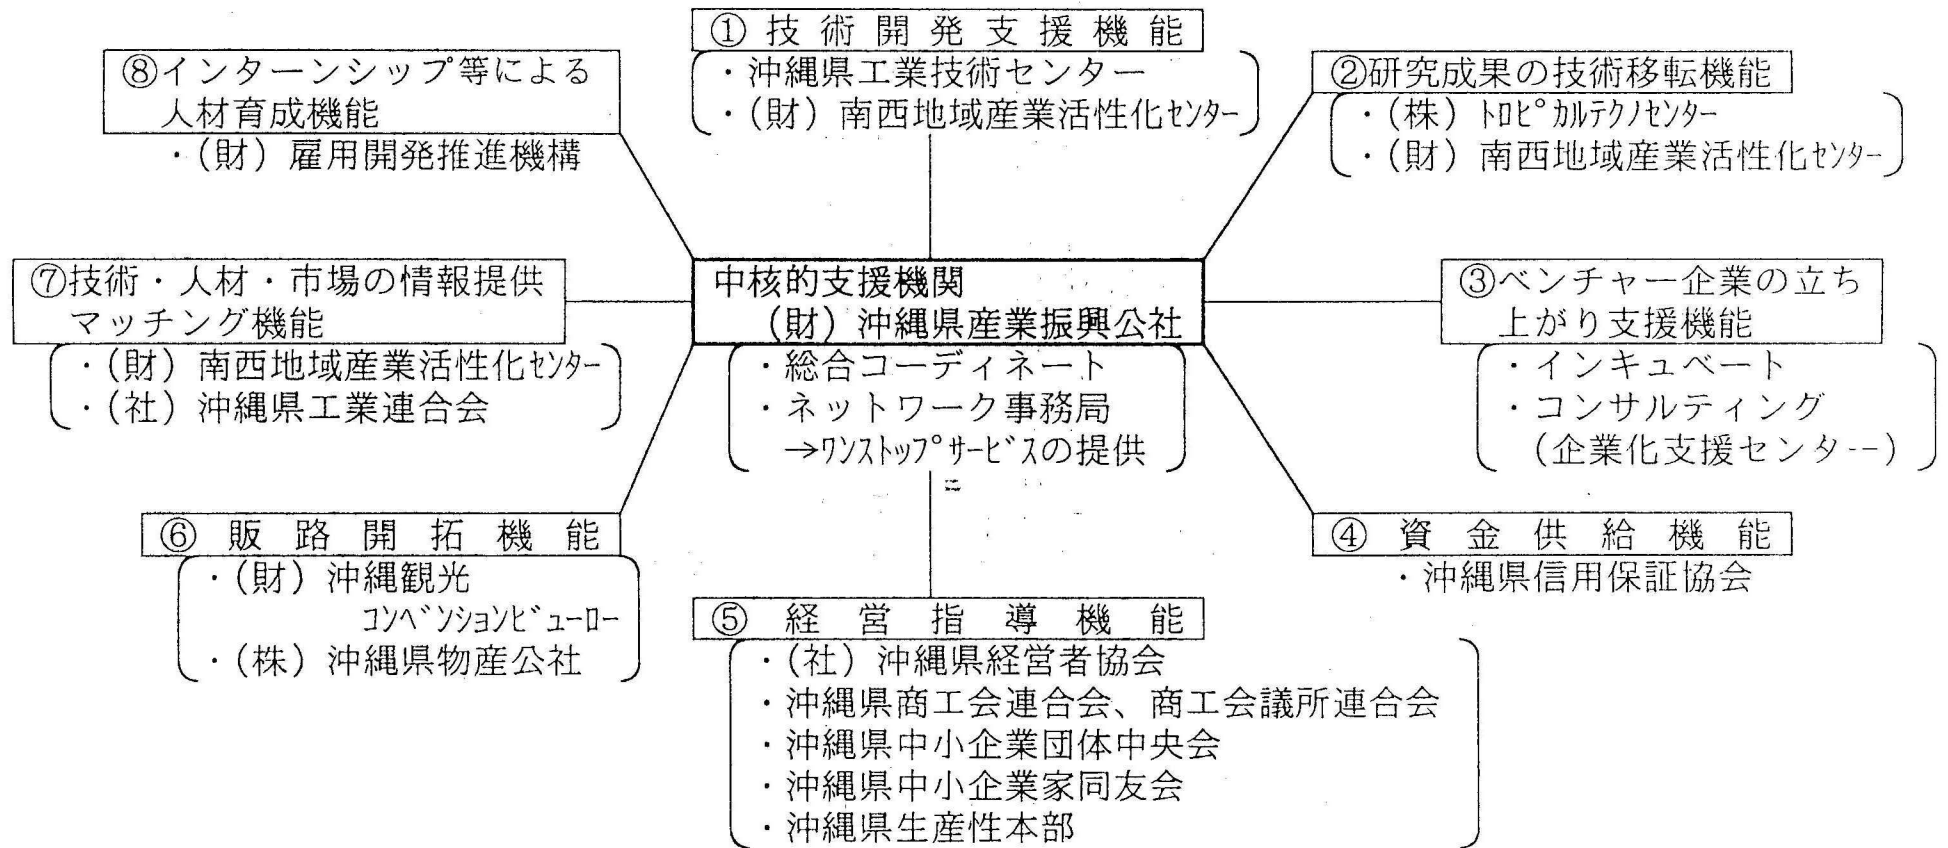 ① 技術開発支援機能
・沖縄県工業技術センター
・(財) 南西地域産業活性化ｾﾝﾀｰ
②研究成果の技術移転機能
・(株) ﾄﾛﾋﾟｶﾙﾃｸﾉｾﾝﾀｰ
・(財) 南西地域産業活性化ｾﾝﾀｰ
③ベンチャー企業の立ち
上がり支援機能
・インキュベート
・コンサルティング
(企業化支援センター)
④ 資金供給機能
・沖縄県信用保証協会
⑤ 経営指導機能
・(社) 沖縄県経営者協会
・沖縄県商工会連合会、商工会議所連合会
・沖縄県中小企業団体中央会
・沖縄県中小企業家同友会
・沖縄県生産性本部
⑥ 販路開拓機能
・(財) 沖縄観光
ｺﾝﾍﾞﾝｼｮﾝﾋﾞｭｰﾛｰ
・(株) 沖縄県物産公社
⑦技術・人材・市場の情報提供
マッチング機能
・(財) 南西地域産業活性化ｾﾝﾀｰ
・(社) 沖縄県工業連合会
⑧インターンシップ等による
人材育成機能
・(財) 雇用開発推進機構
中核的支援機関
(財) 沖縄県産業振興公社
・総合コーディネート
・ネットワーク事務局
→ﾜﾝｽﾄｯﾌﾟｻｰﾋﾞｽの提供